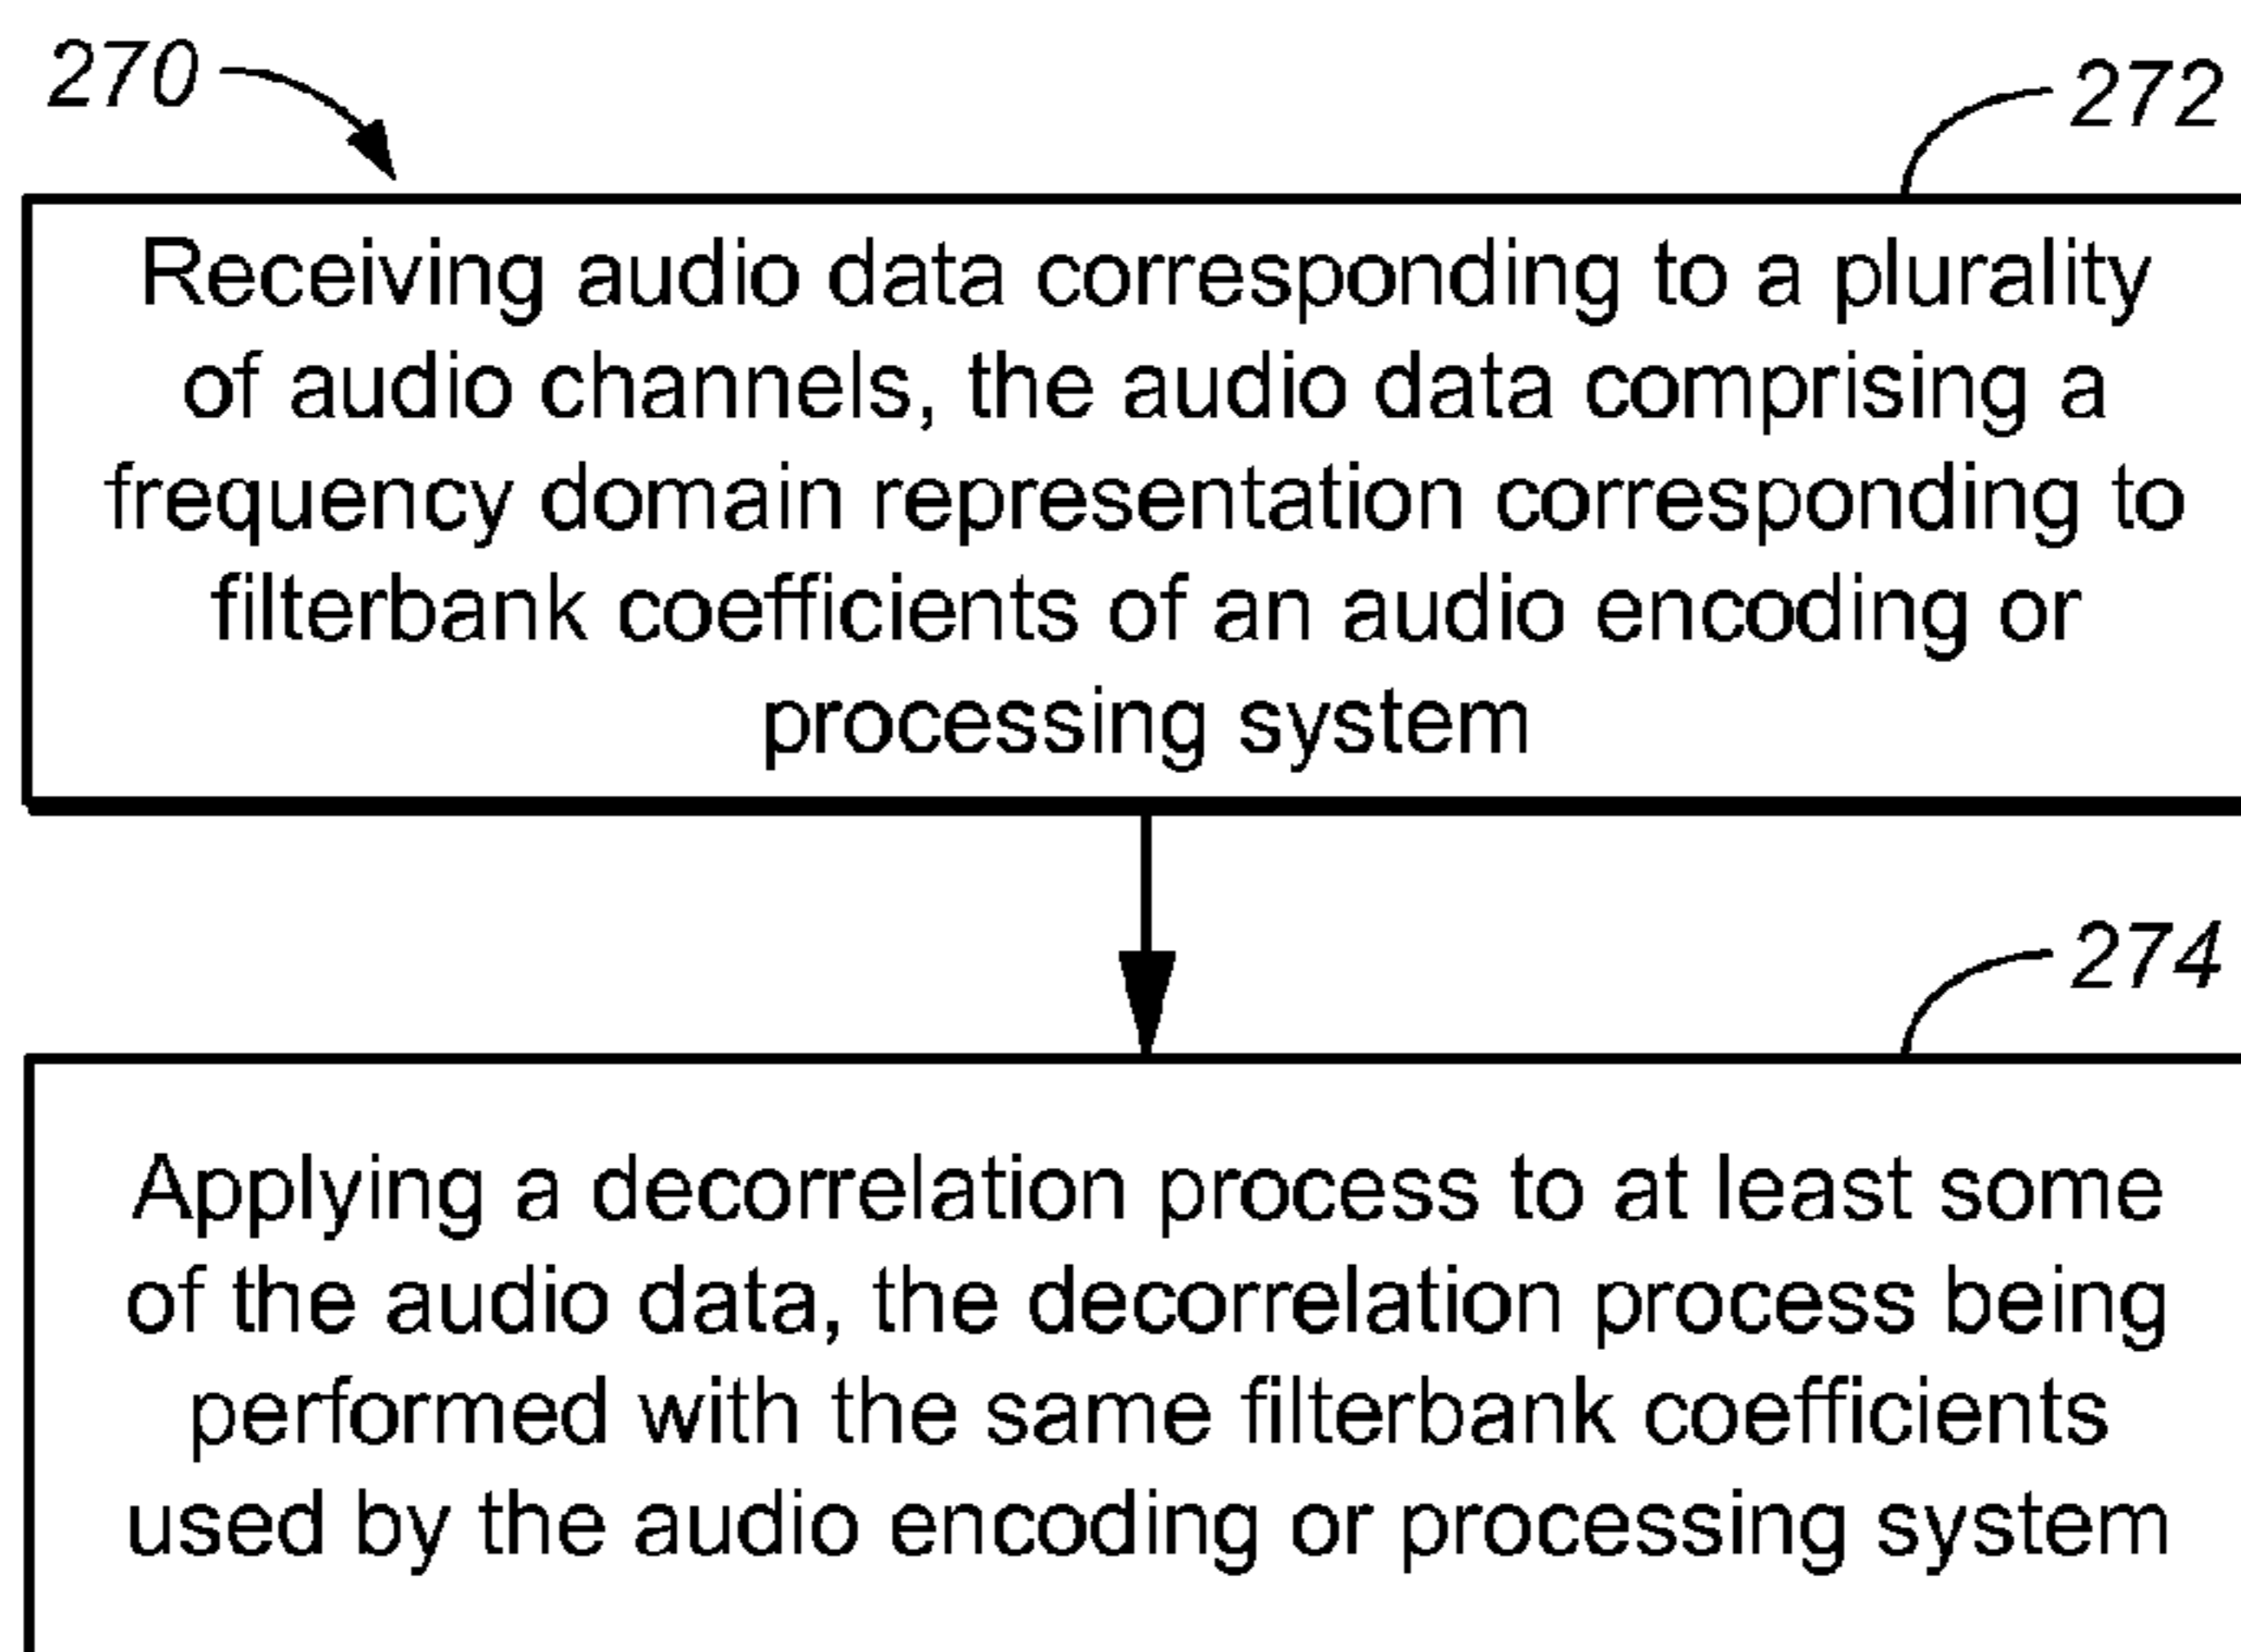 270
272
Receiving audio data corresponding to a plurality
of audio channels, the audio data comprising a
frequency domain representation corresponding to
filterbank coefficients of an audio encoding or
processing system
274
Applying a decorrelation process to at least some
of the audio data, the decorrelation process being
performed with the same filterbank coefficients
used by the audio encoding or processing system